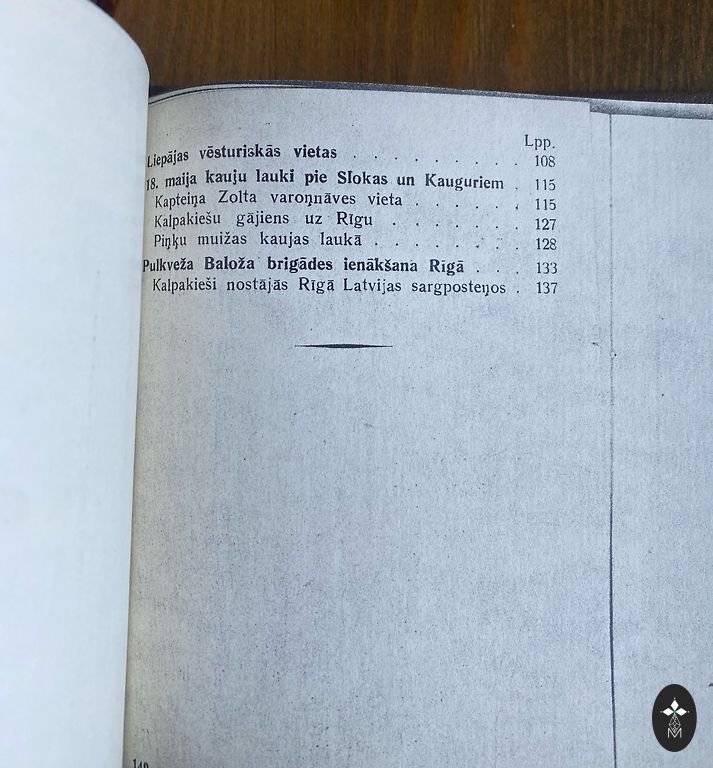 Lpp.
Liepājas vēsturiskās vietas . . . . . . . . . 108
18. maija kauju lauki pie Slokas un Kauguriem . 115
Kapteiņa Zolta varoņnāves vieta . . . . . . 115
Kalpakiešu gājiens uz Rīgu . . . . . . . 127
Piņķu muižas kaujas laukā . . . . . . . . 128
Pulkveža Baloža brigādes ienākšana Rīgā . . . 133
Kalpakieši nostājās Rīgā Latvijas sargposteņos . 137